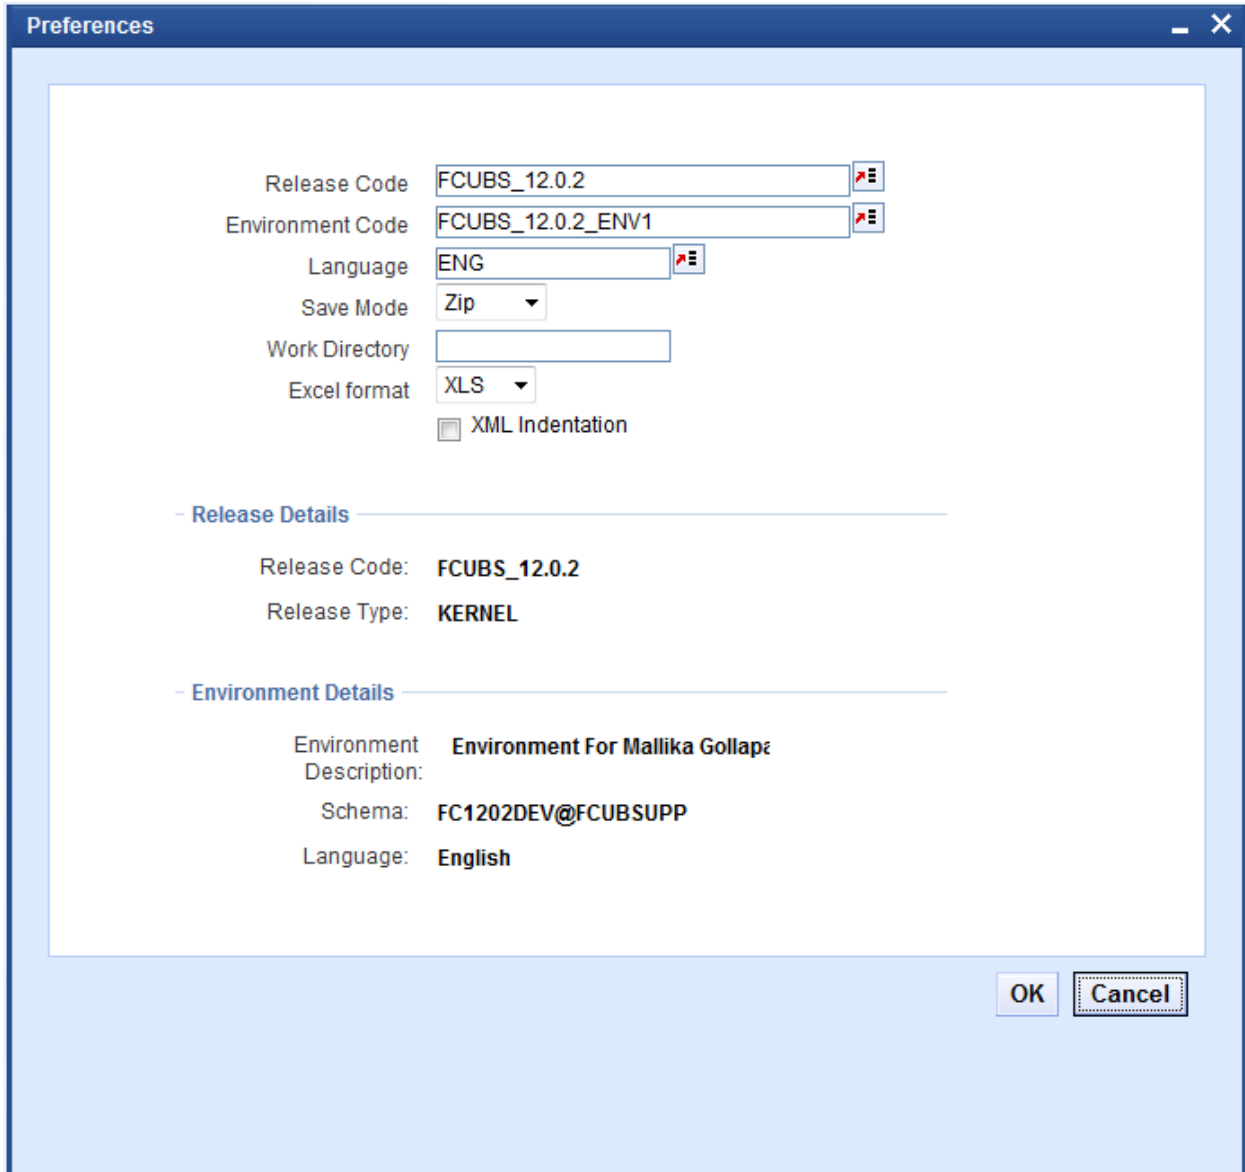 Preferences
Release Code FCUBS_12.0.2
Environment Code FCUBS_12.0.2_ENV1
Language ENG
Save Mode Zip
Work Directory
Excel format XLS
XML Indentation
Release Details
Release Code: FCUBS_12.0.2
Release Type: KERNEL
Environment Details
Environment Description: Environment For Mallika
Schema: FC1202DEV@FCUBSUPP
Language: English
OK Cancel